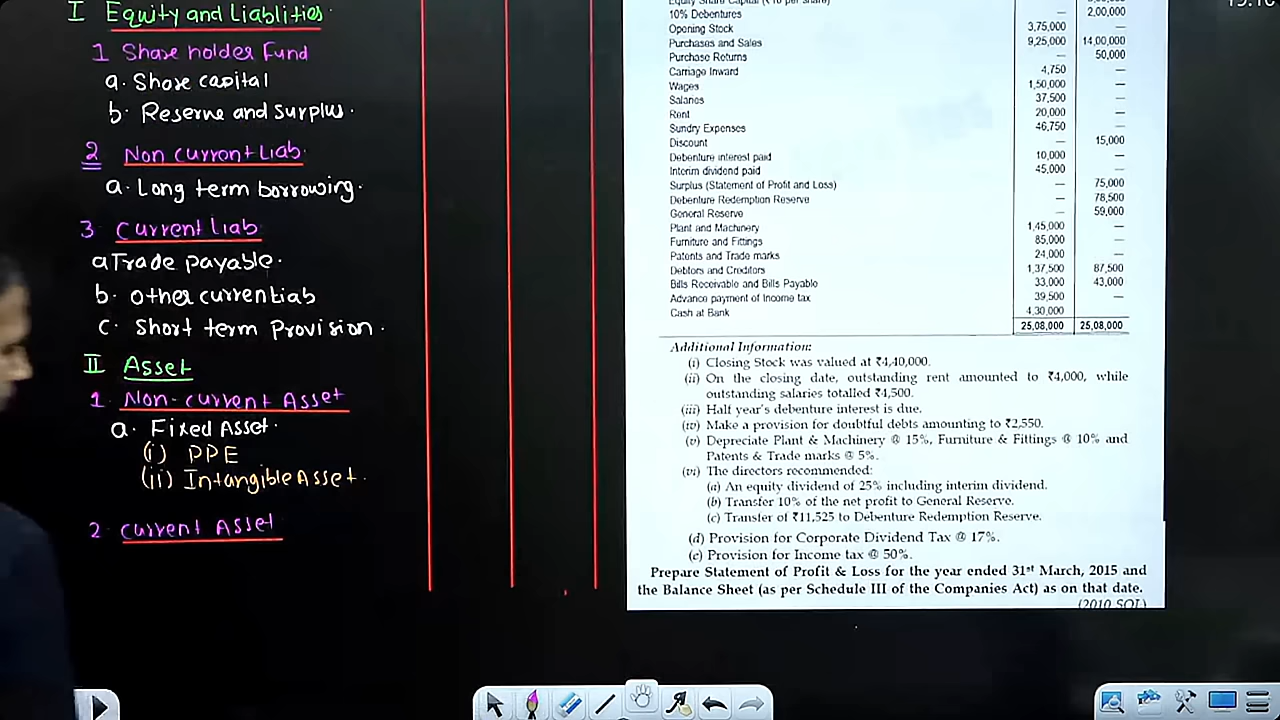 I Equity and Liablities
1 Share holder Fund
a. Share capital
b. Reserve and surplus.
2 Non current Liab
a. Long term borrowing.
3 Current Liab
a Trade payable.
b. other current Liab
c. Short term provision.
II Asset
1. Non-current Asset
a. Fixed Asset.
(i) PPE
(ii) Intangible Asset.
2 Current Asset
10% Debentures — 2,00,000
Opening Stock 3,75,000 —
Purchases and Sales 9,25,000 14,00,000
Purchase Returns — 50,000
Carriage Inward 4,750 —
Wages 1,50,000 —
Salaries 37,500 —
Rent 20,000 —
Sundry Expenses 46,750 —
Discount — 15,000
Debenture interest paid 10,000 —
Interim dividend paid 45,000 —
Surplus (Statement of Profit and Loss) — 75,000
Debenture Redemption Reserve — 78,500
General Reserve — 59,000
Plant and Machinery 1,45,000 —
Furniture and Fittings 85,000 —
Patents and Trade marks 24,000 —
Debtors and Creditors 1,37,500 87,500
Bills Receivable and Bills Payable 33,000 43,000
Advance payment of Income tax 39,500 —
Cash at Bank 4,30,000
25,08,000 25,08,000
Additional Information:
(i) Closing Stock was valued at ₹4,40,000.
(ii) On the closing date, outstanding rent amounted to ₹4,000, while
outstanding salaries totalled ₹4,500.
(iii) Half year's debenture interest is due.
(iv) Make a provision for doubtful debts amounting to ₹2,550.
(v) Depreciate Plant & Machinery @ 15%, Furniture & Fittings @ 10% and
Patents & Trade marks @ 5%.
(vi) The directors recommended:
(a) An equity dividend of 25% including interim dividend.
(b) Transfer 10% of the net profit to General Reserve.
(c) Transfer of ₹11,525 to Debenture Redemption Reserve.
(d) Provision for Corporate Dividend Tax @ 17%.
(e) Provision for Income tax @ 50%.
Prepare Statement of Profit & Loss for the year ended 31st March, 2015 and
the Balance Sheet (as per Schedule III of the Companies Act) as on that date.
(2010 SOL)